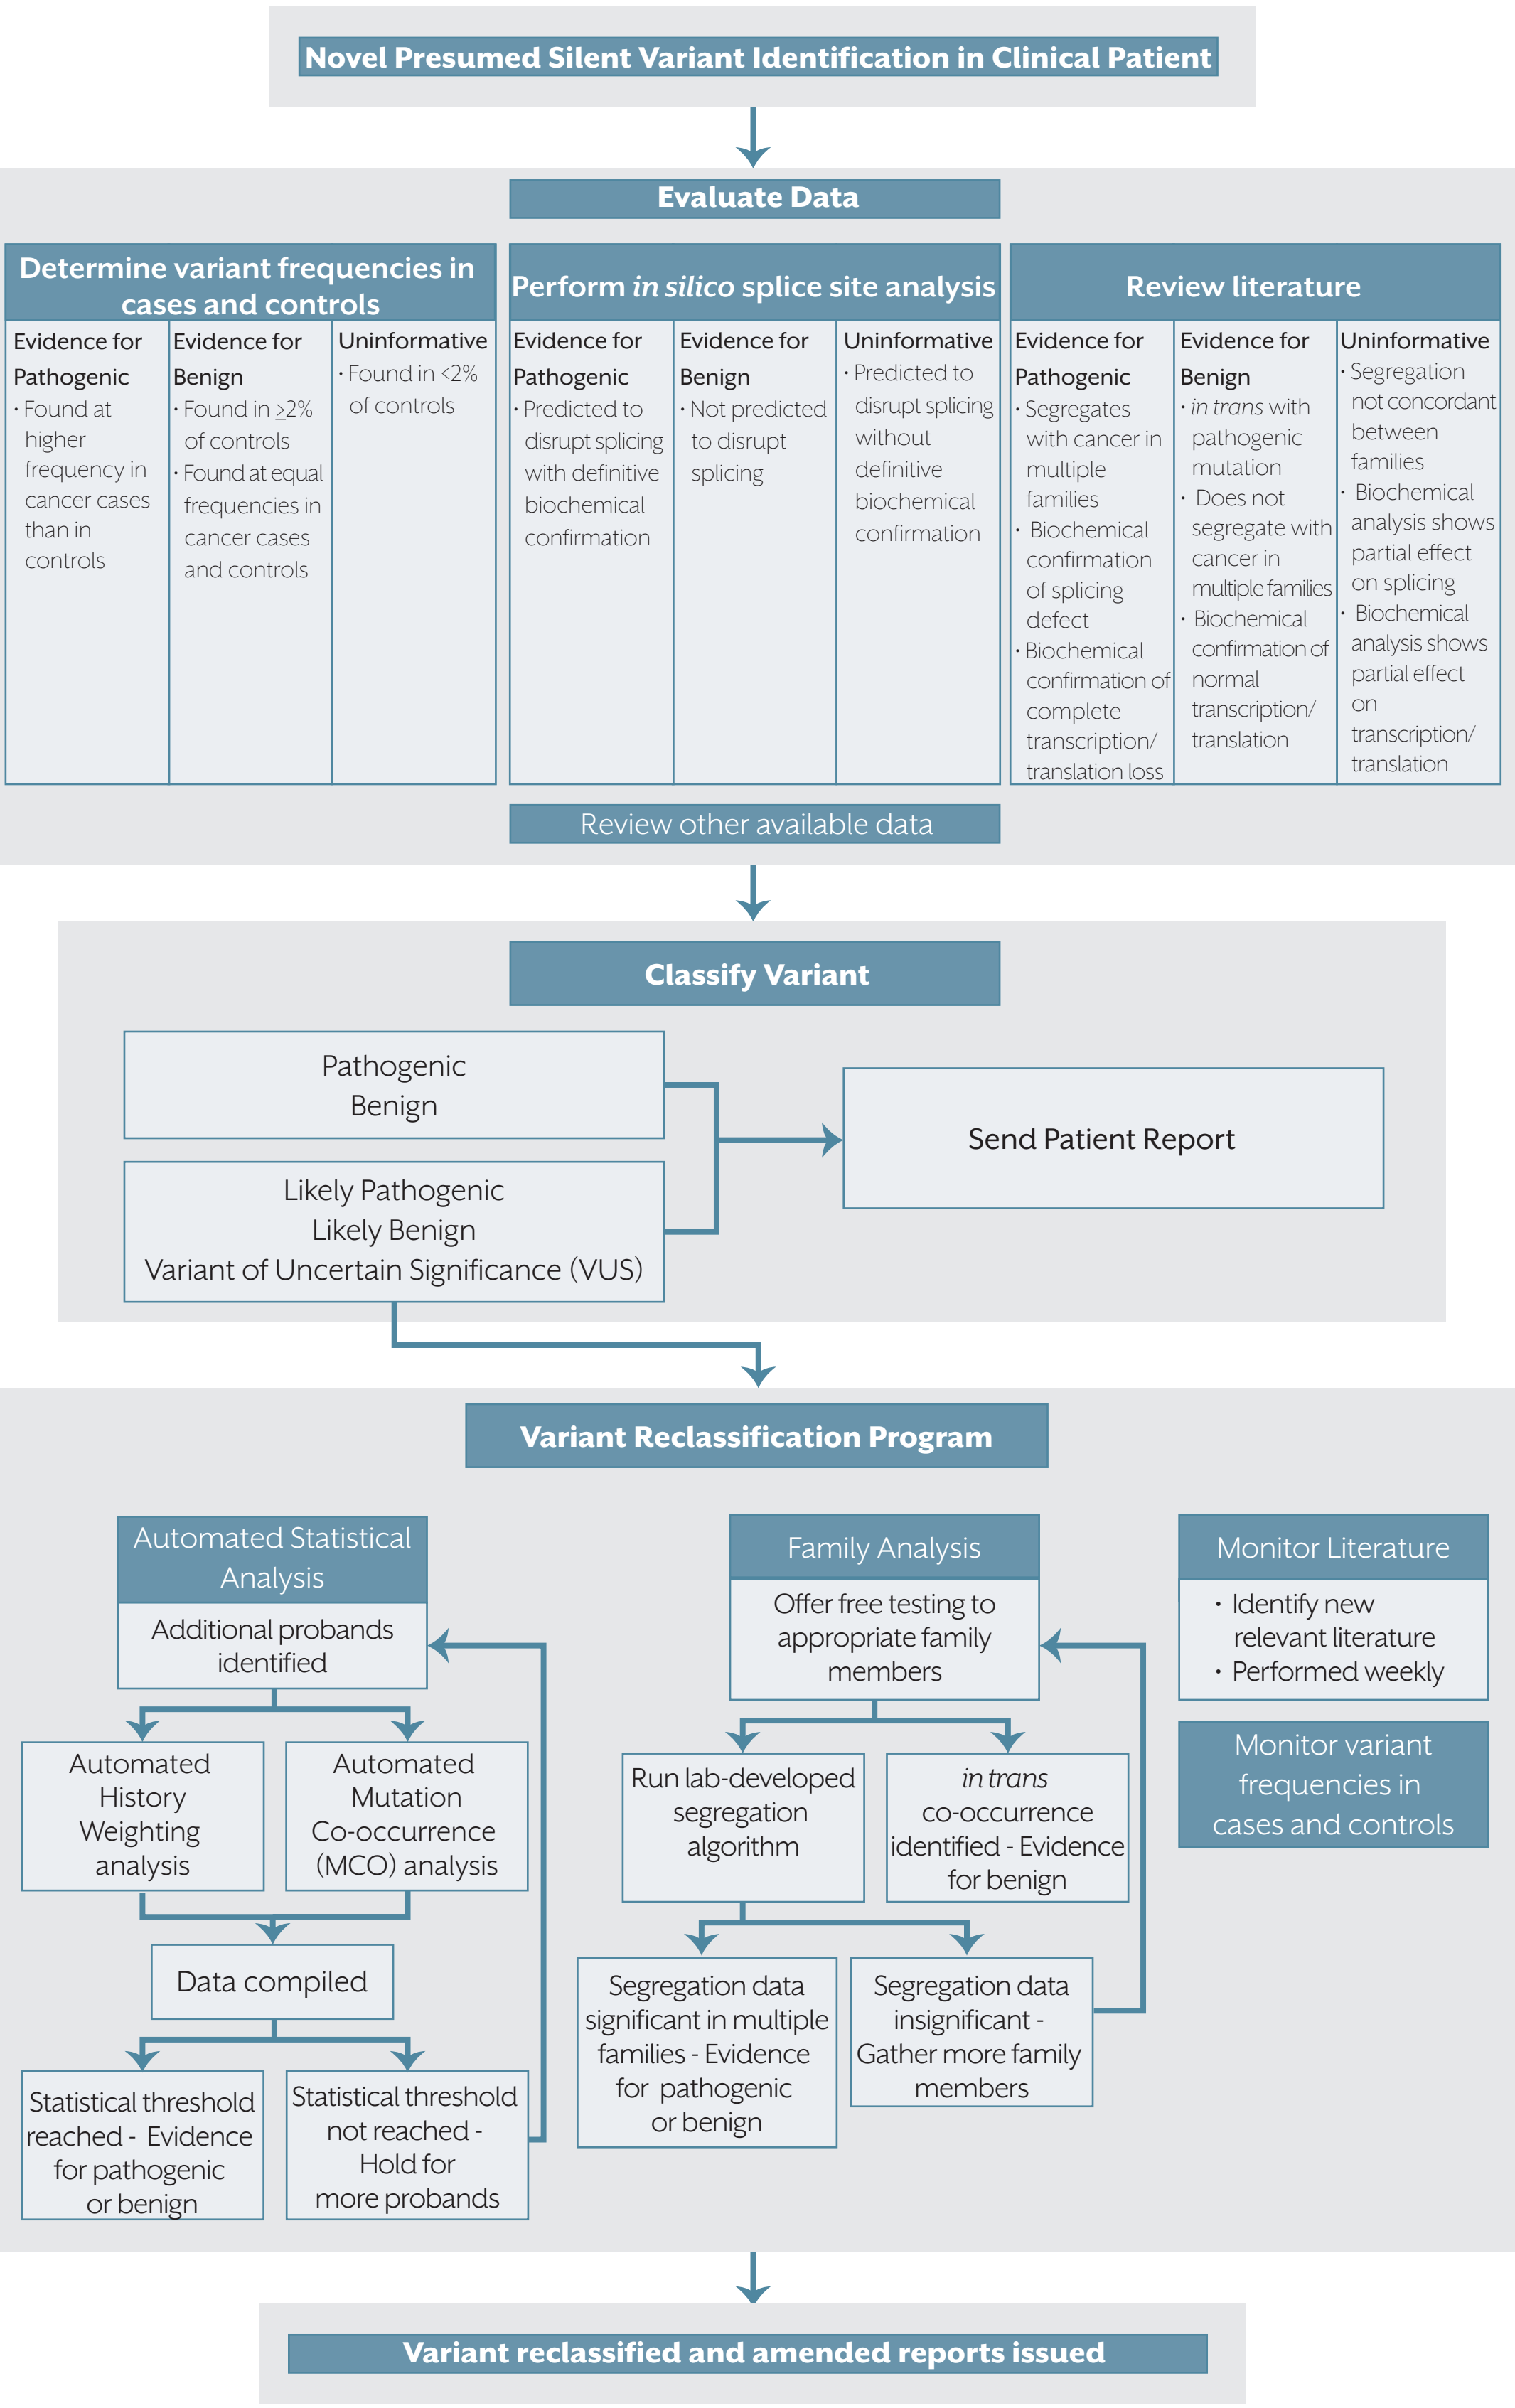 Novel Presumed Silent Variant Identification in Clinical Patient
Evaluate Data
Determine variant frequencies in
cases and controls
Evidence for
Pathogenic
· Found at
higher
frequency in
cancer cases
than in
controls
Evidence for
Benign
· Found in ≥2%
of controls
· Found at equal
frequencies in
cancer cases
and controls
Uninformative
· Found in <2%
of controls
Perform in silico splice site analysis
Evidence for
Pathogenic
· Predicted to
disrupt splicing
with definitive
biochemical
confirmation
Evidence for
Benign
· Not predicted
to disrupt
splicing
Uninformative
· Predicted to
disrupt splicing
without
definitive
biochemical
confirmation
Review literature
Evidence for
Pathogenic
· Segregates
with cancer in
multiple
families
· Biochemical
confirmation
of splicing
defect
· Biochemical
confirmation of
complete
transcription/
translation loss
Evidence for
Benign
· in trans with
pathogenic
mutation
· Does not
segregate with
cancer in
multiple families
· Biochemical
confirmation of
normal
transcription/
translation
Uninformative
· Segregation
not concordant
between
families
· Biochemical
analysis shows
partial effect
on splicing
· Biochemical
analysis shows
partial effect
on
transcription/
translation
Review other available data
Classify Variant
Pathogenic
Benign
Likely Pathogenic
Likely Benign
Variant of Uncertain Significance (VUS)
Send Patient Report
Variant Reclassification Program
Automated Statistical
Analysis
Additional probands
identified
Automated
History
Weighting
analysis
Automated
Mutation
Co-occurrence
(MCO) analysis
Data compiled
Statistical threshold
reached - Evidence
for pathogenic
or benign
Statistical threshold
not reached -
Hold for
more probands
Family Analysis
Offer free testing to
appropriate family
members
Run lab-developed
segregation
algorithm
in trans
co-occurrence
identified - Evidence
for benign
Segregation data
significant in multiple
families - Evidence
for pathogenic
or benign
Segregation data
insignificant -
Gather more family
members
Monitor Literature
· Identify new
relevant literature
· Performed weekly
Monitor variant
frequencies in
cases and controls
Variant reclassified and amended reports issued